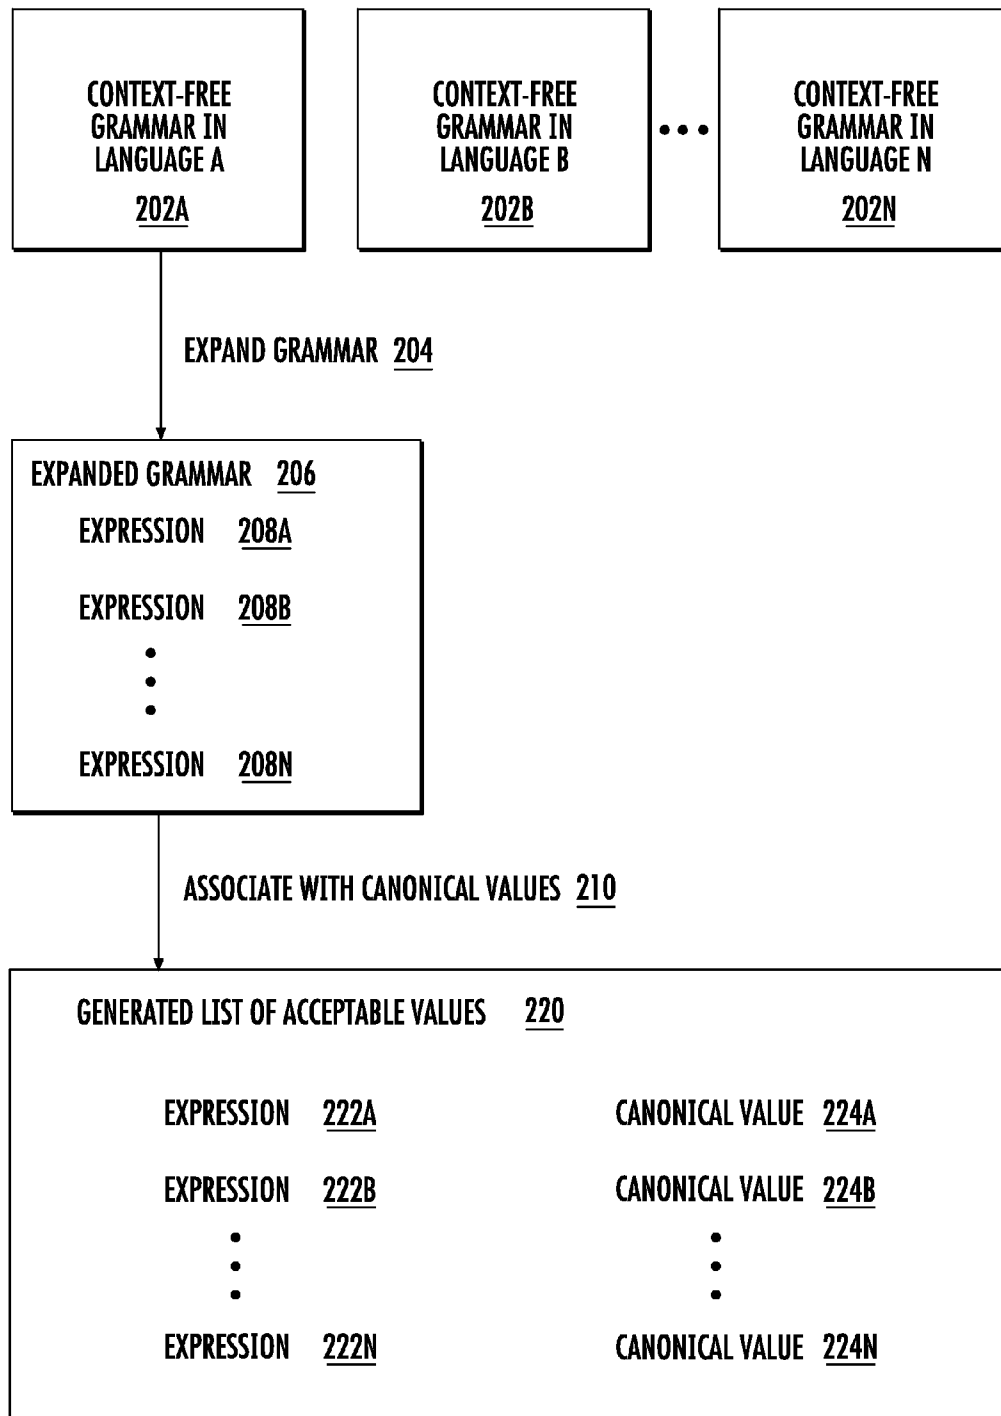 CONTEXT-FREE
GRAMMAR IN
LANGUAGE A
202A
CONTEXT-FREE
GRAMMAR IN
LANGUAGE B
202B
CONTEXT-FREE
GRAMMAR IN
LANGUAGE N
202N
EXPAND GRAMMAR 204
EXPANDED GRAMMAR 206
EXPRESSION 208A
EXPRESSION 208B
EXPRESSION 208N
ASSOCIATE WITH CANONICAL VALUES 210
GENERATED LIST OF ACCEPTABLE VALUES 220
EXPRESSION 222A CANONICAL VALUE 224A
EXPRESSION 222B CANONICAL VALUE 224B
EXPRESSION 222N CANONICAL VALUE 224N